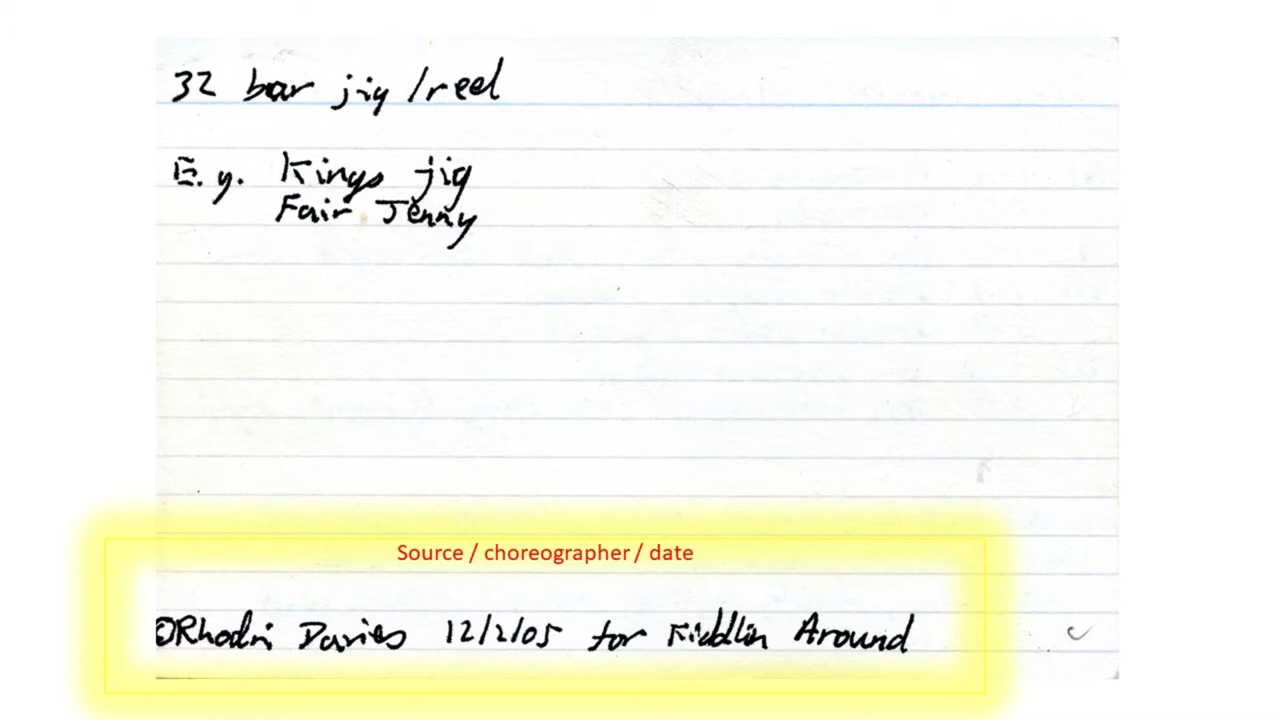 32 bar jig / reel
E.g. Kings jig
Fair Jenny
Source / choreographer / date
©Rhodri Davies 12/2/05 for Fiddlin Around